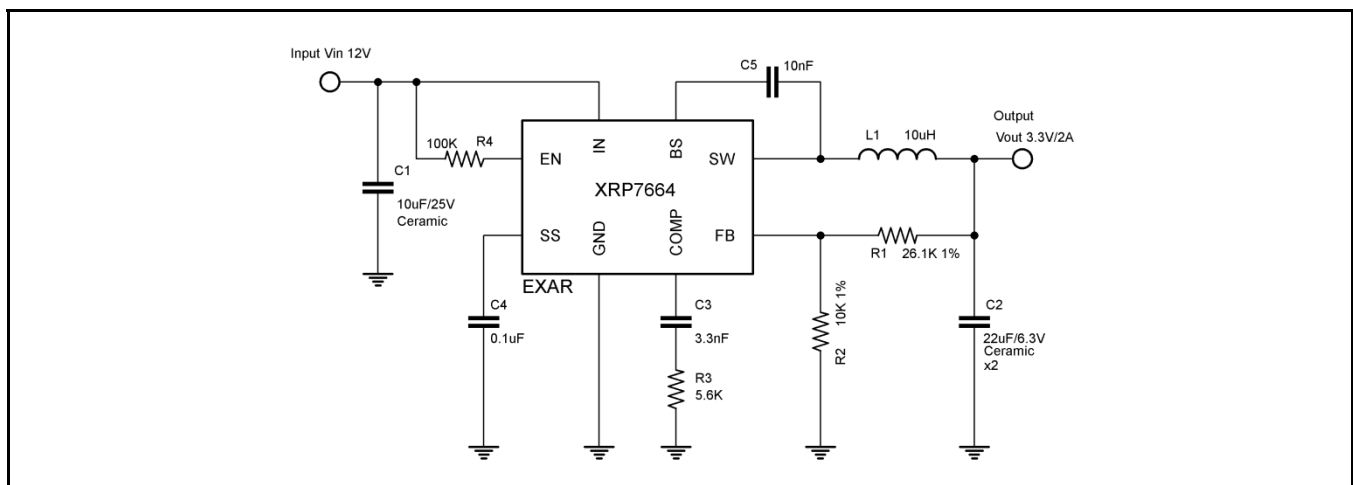 Input Vin 12V
C5
10nF
Output
Vout 3.3V/2A
L1
10uH
100K
R4
EN
IN
BS
SW
C1
10uF/25V
Ceramic
XRP7664
SS
GND
COMP
FB
R1
26.1K 1%
EXAR
C4
0.1uF
C3
3.3nF
R2
10K 1%
C2
22uF/6.3V
Ceramic
x2
R3
5.6K